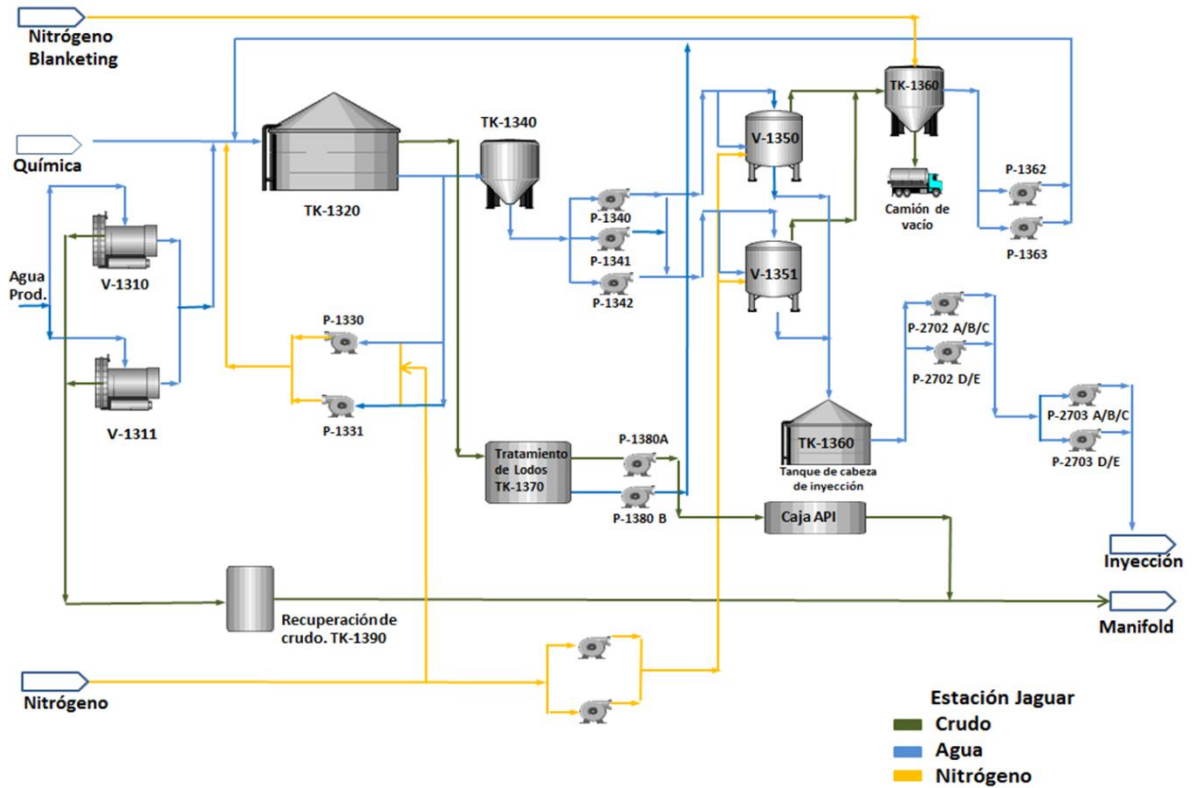 Nitrógeno
Blanketing
Química
Agua
Prod.
V-1310
V-1311
TK-1320
TK-1340
P-1330
P-1331
P-1340
P-1341
P-1342
V-1350
V-1351
TK-1360
Camión de
vacío
P-1362
P-1363
P-2702 A/B/C
P-2702 D/E
P-2703 A/B/C
P-2703 D/E
TK-1360
Tanque de cabeza
de inyección
Tratamiento
de Lodos
TK-1370
P-1380A
P-1380 B
Caja API
Inyección
Manifold
Recuperación de
crudo. TK-1390
Nitrógeno
Estación Jaguar
Crudo
Agua
Nitrógeno